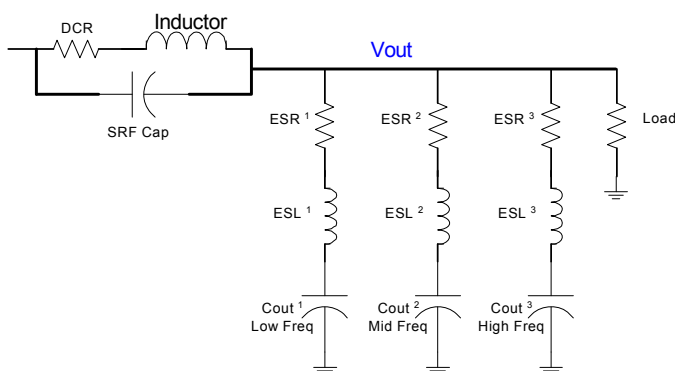 DCR
Inductor
SRF Cap
Vout
ESR 1
ESR 2
ESR 3
Load
ESL 1
ESL 2
ESL 3
Cout 1
Low Freq
Cout 2
Mid Freq
Cout 3
High Freq